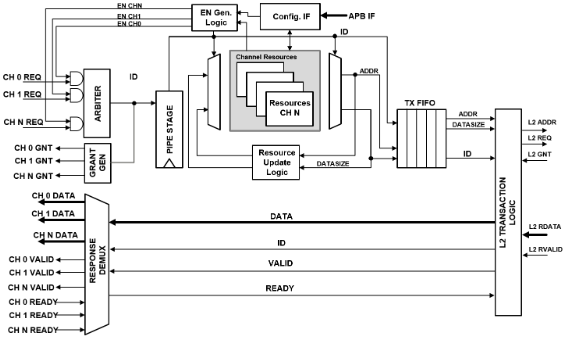 EN CHN
EN CH1
EN CH0
EN Gen.
Logic
Config. IF
APB IF
ID
Channel Resources
Resources
CH N
ADDR
CH 0 REQ
CH 1 REQ
CH N REQ
ARBITER
ID
PIPE STAGE
TX FIFO
ADDR
DATASIZE
ID
L2 ADDR
L2 REQ
L2 GNT
CH 0 GNT
CH 1 GNT
CH N GNT
GRANT
GEN
Resource
Update
Logic
DATASIZE
L2 TRANSACTION
LOGIC
CH 0 DATA
CH 1 DATA
CH N DATA
CH 0 VALID
CH 1 VALID
CH N VALID
CH 0 READY
CH 1 READY
CH N READY
RESPONSE
DEMUX
DATA
ID
VALID
READY
L2 RDATA
L2 RVALID